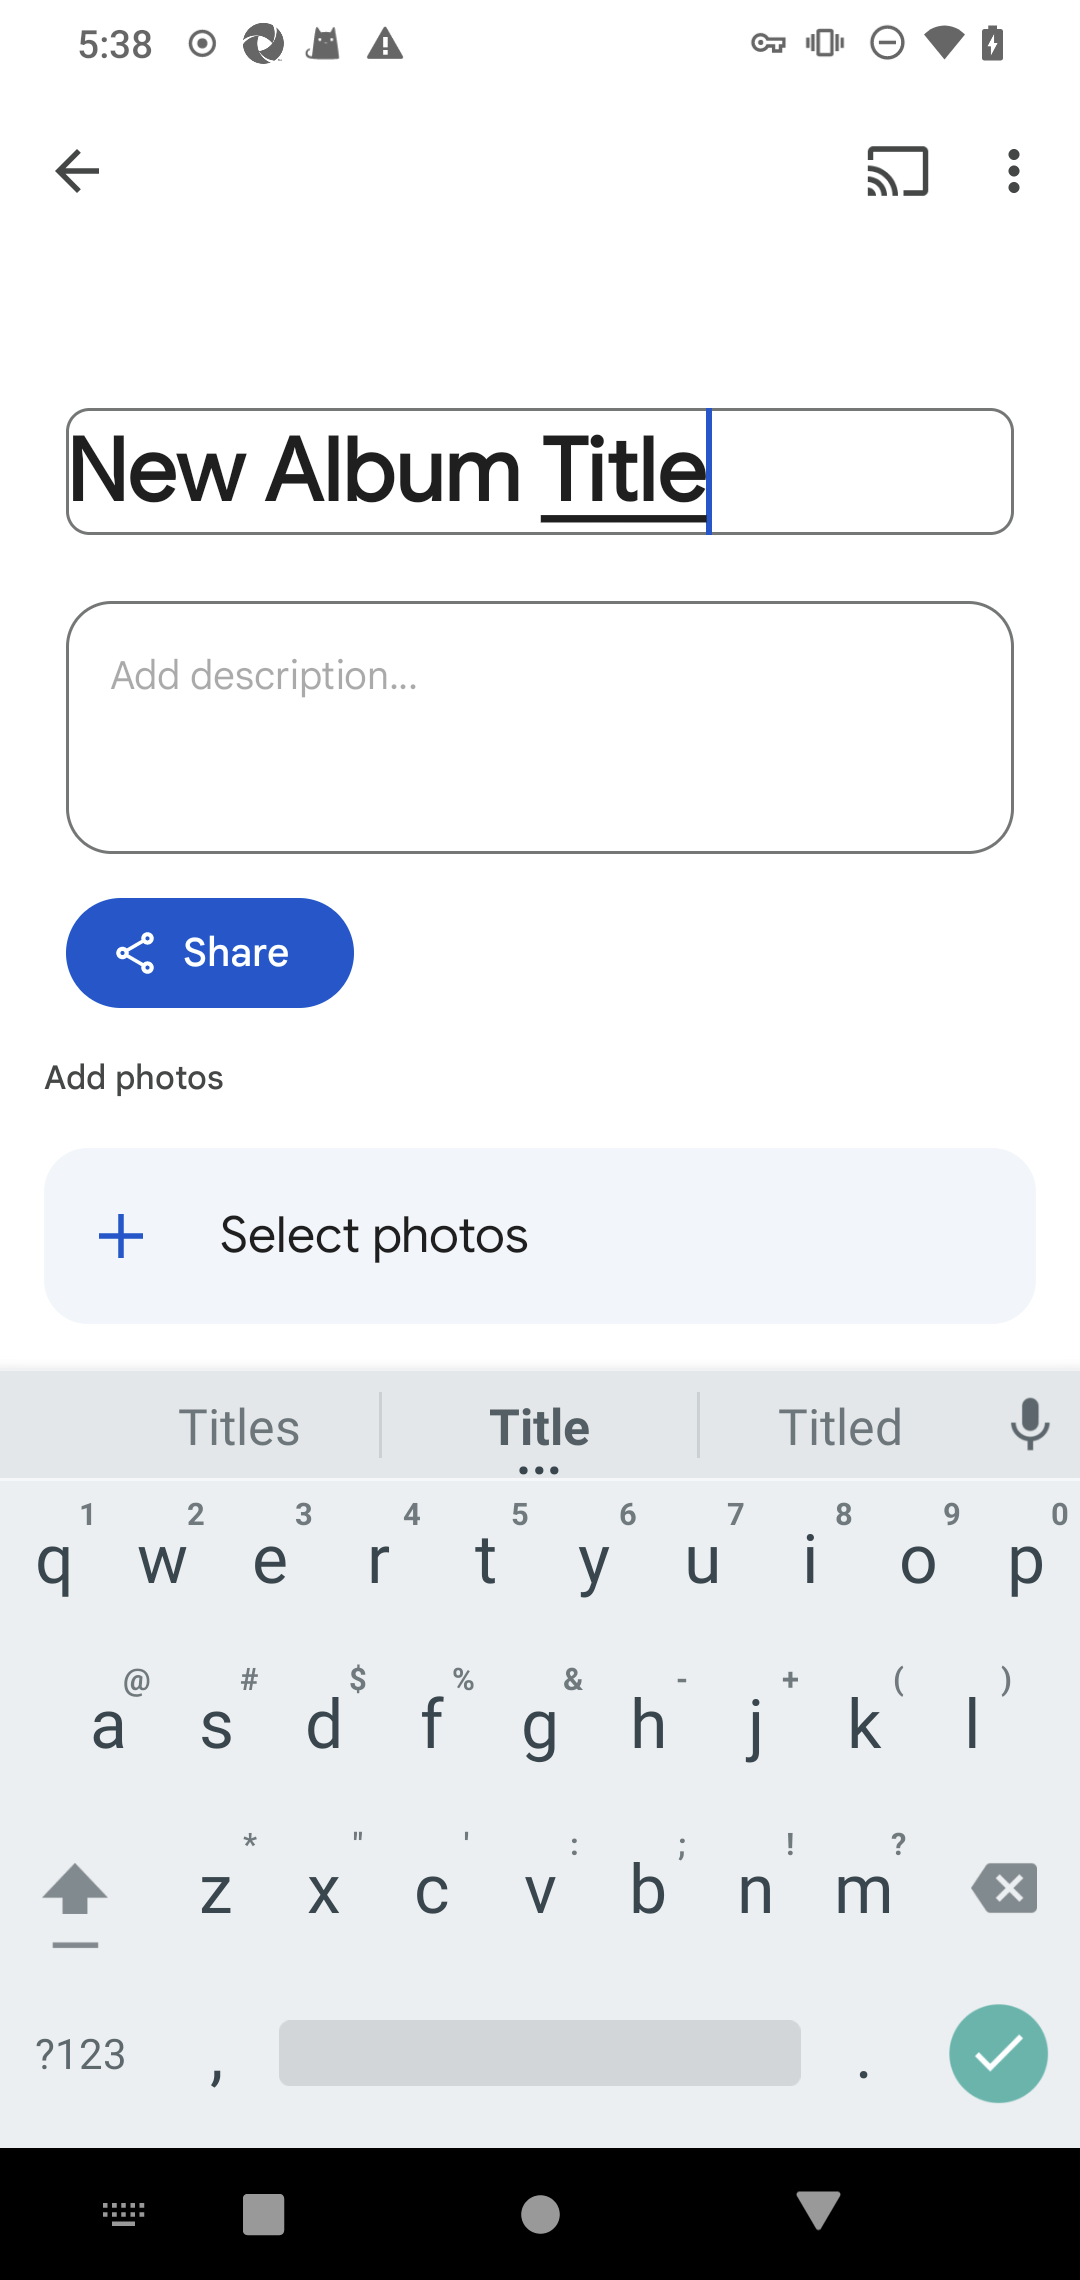 5:38
New Album Title
Add description...
Share
Add photos
Select photos
Titles Title Titled
1 2 3 4 5 6 7 8 9 0
q w e r t y u i o p
@ # $ % & - + ( )
a s d f g h j k l
* " ' : ; ! ?
z x c v b n m
?123 , .